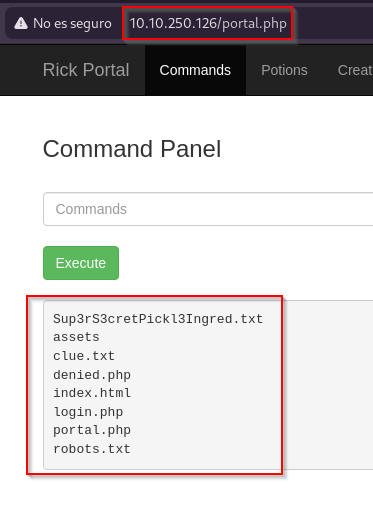 No es seguro 10.10.250.126/portal.php
Rick Portal Commands Potions Creat
Command Panel
Commands
Execute
Sup3rS3cretPickl3Ingred.txt
assets
clue.txt
denied.php
index.html
login.php
portal.php
robots.txt